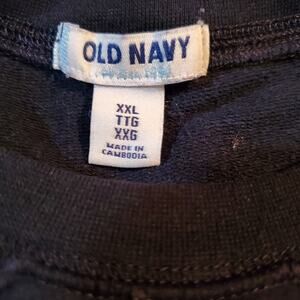 OLD NAVY
XXL
TTG
XXG
MADE IN
CAMBODIA